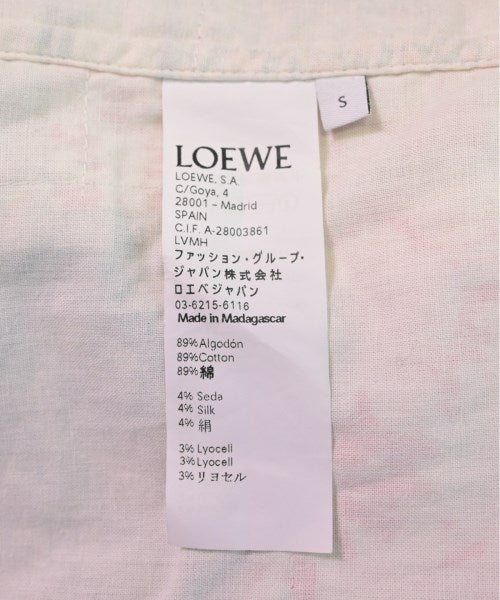 S
LOEWE
LOEWE, S.A.
C/Goya, 4
28001 - Madrid
SPAIN
C.I.F. A-28003861
LVMH
ファッション・グループ・
ジャパン株式会社
ロエベジャパン
03-6215-6116
Made in Madagascar
89% Algodón
89% Cotton
89% 綿
4% Seda
4% Silk
4% 絹
3% Lyocell
3% Lyocell
3% リヨセル